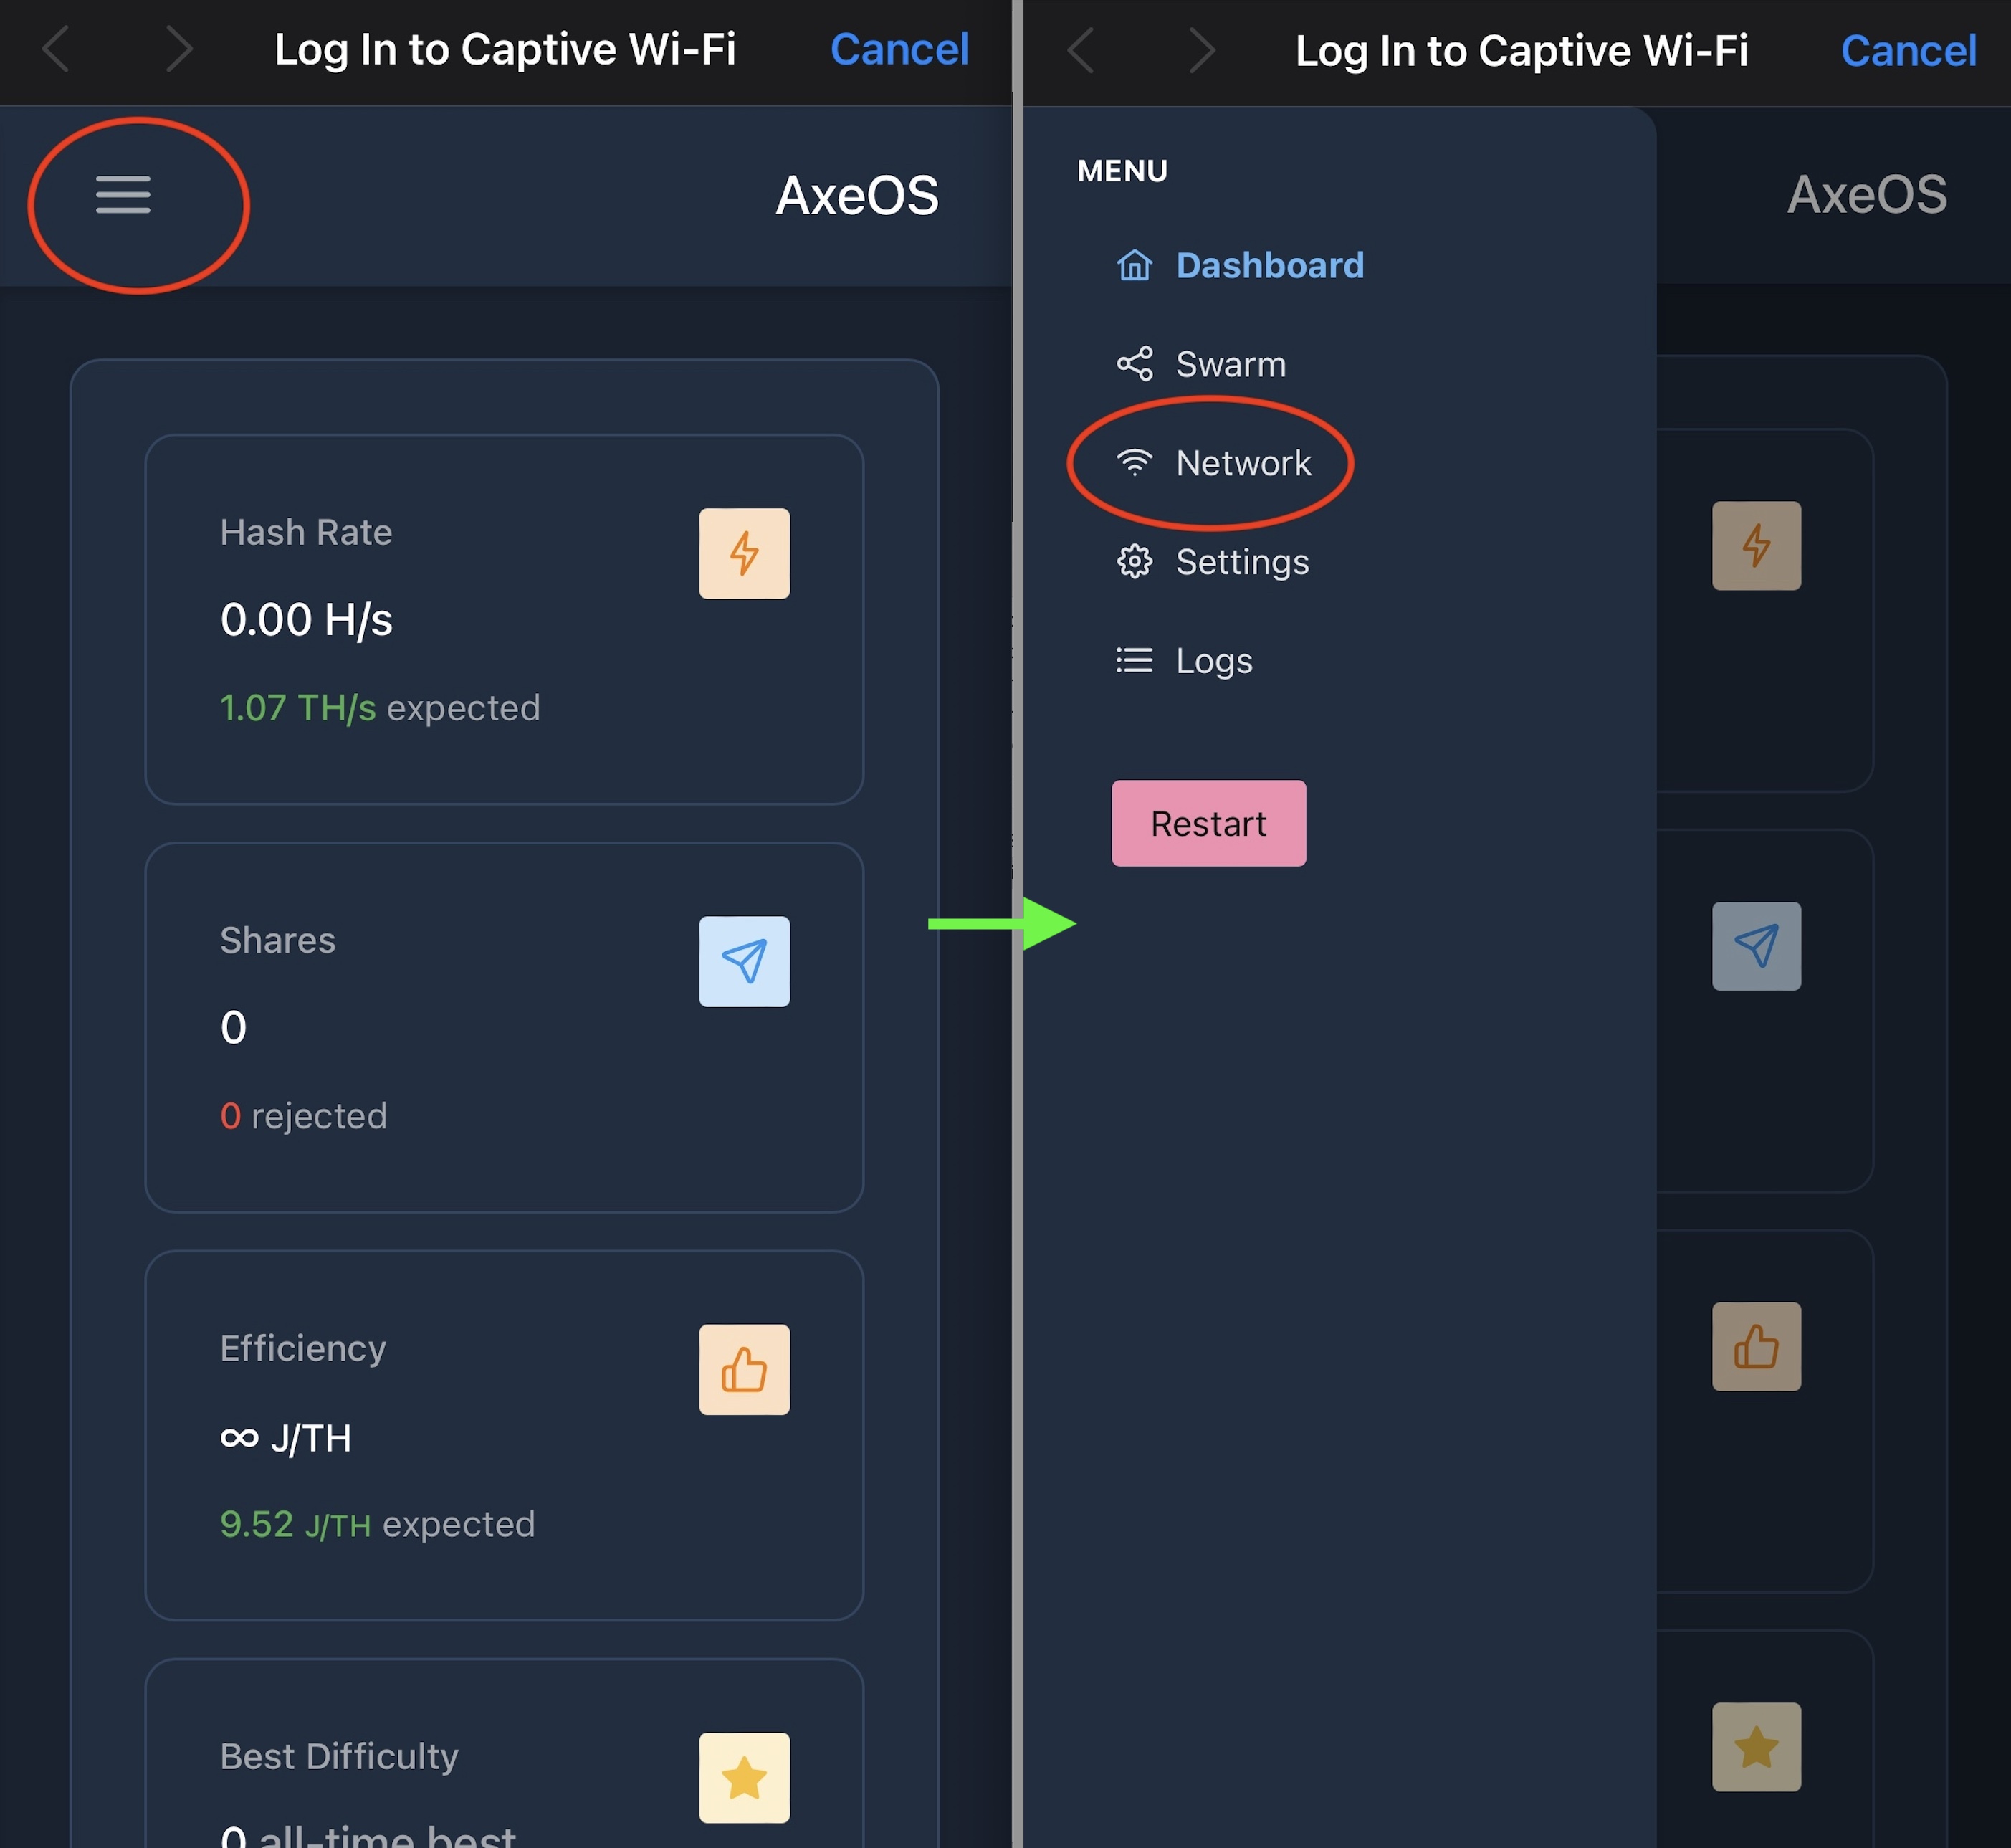 Log In to Captive Wi-Fi
Cancel
AxeOS
Hash Rate
0.00 H/s
1.07 TH/s expected
Shares
0
0 rejected
Efficiency
∞ J/TH
9.52 J/TH expected
Best Difficulty
0 all-time best
Log In to Captive Wi-Fi
Cancel
MENU
AxeOS
Dashboard
Swarm
Network
Settings
Logs
Restart